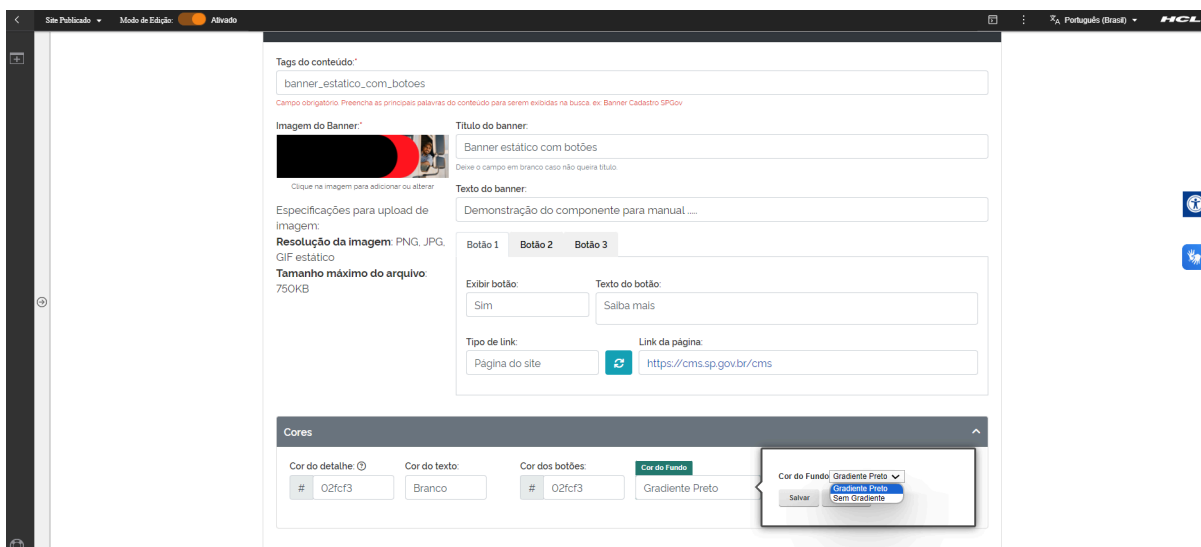 Site Publicado
Modo de Edição: Ativado
Português (Brasil)
HCL
Tags do conteúdo:*
banner_estatico_com_botoes
Campo obrigatório. Preencha as principais palavras do conteúdo para serem exibidas na busca. ex: Banner Cadastro SPGov
Imagem do Banner:*
Clique na imagem para adicionar ou alterar
Especificações para upload de
imagem:
Resolução da imagem: PNG, JPG,
GIF estático
Tamanho máximo do arquivo:
750KB
Título do banner:
Banner estático com botões
Deixe o campo em branco caso não queira título.
Texto do banner:
Demonstração do componente para manual .....
Botão 1 Botão 2 Botão 3
Exibir botão: Texto do botão:
Sim Saiba mais
Tipo de link: Link da página:
Página do site https://cms.sp.gov.br/cms
Cores
Cor do detalhe: Cor do texto: Cor dos botões: Cor do Fundo
# 02fcf3 Branco # 02fcf3 Gradiente Preto
Cor do Fundo Gradiente Preto
Gradiente Preto
Sem Gradiente
Salvar